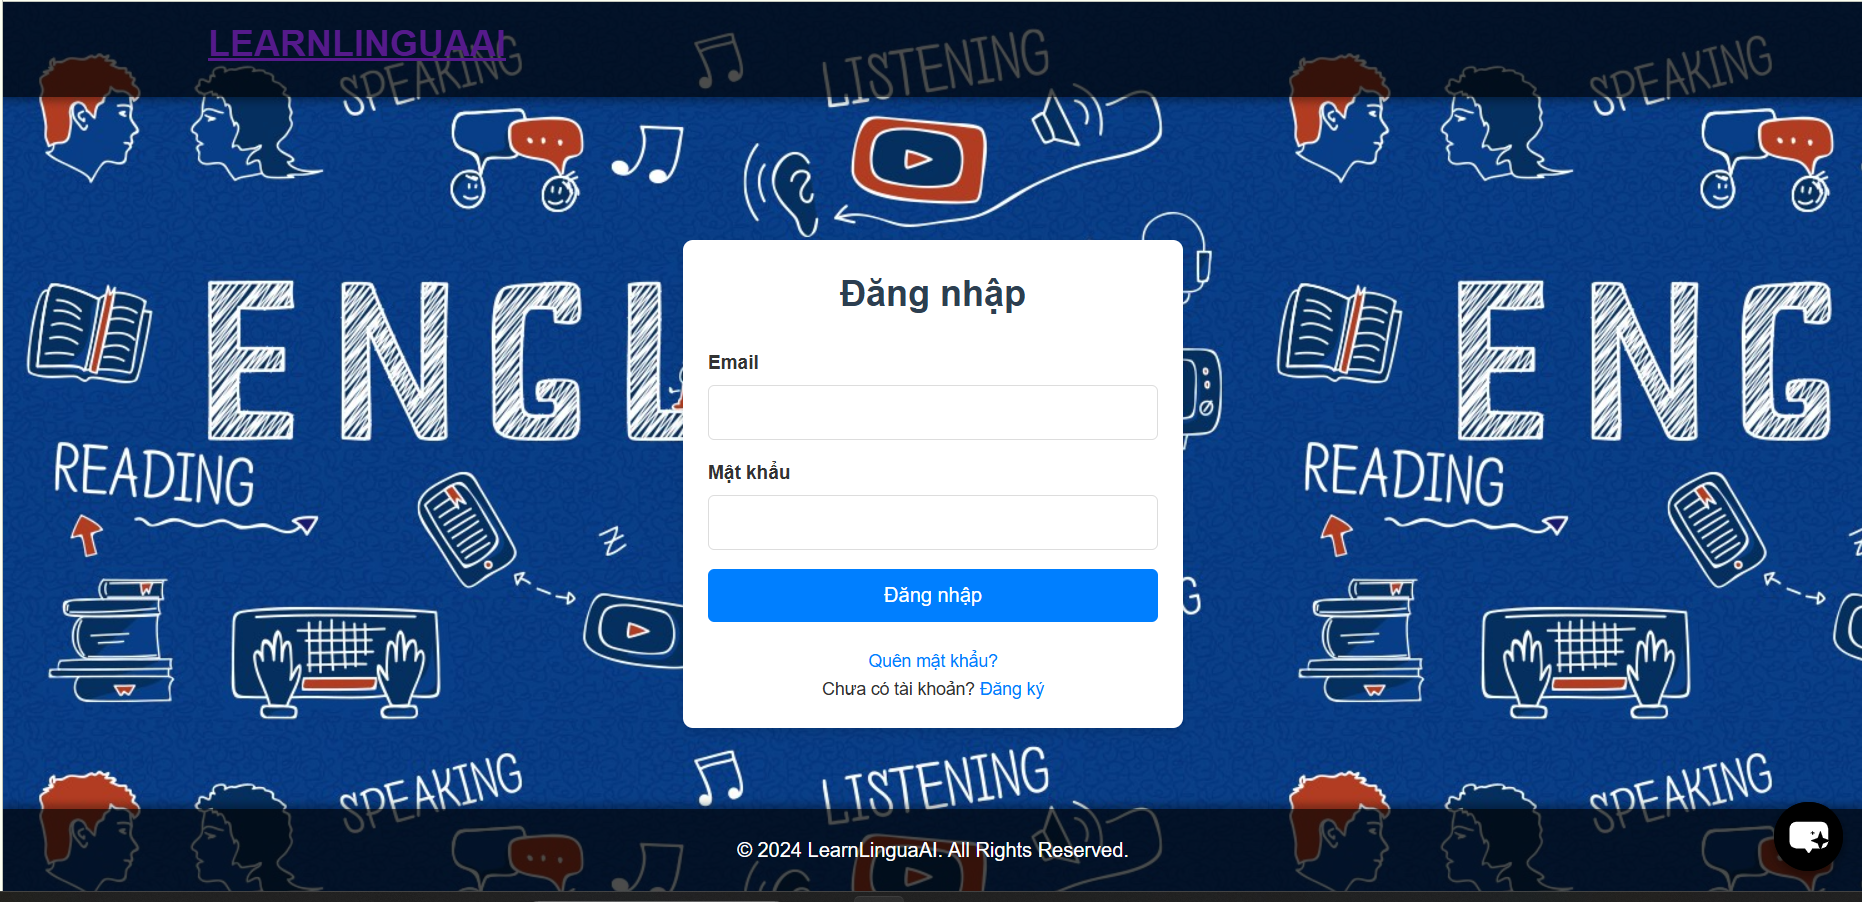 LEARNLINGUAAI
SPEAKING
LISTENING
SPEAKING
Đăng nhập
ENGL
ENG
Email
READING
READING
Mật khẩu
Đăng nhập
Quên mật khẩu?
Chưa có tài khoản? Đăng ký
SPEAKING
LISTENING
SPEAKING
© 2024 LearnLinguaAI. All Rights Reserved.